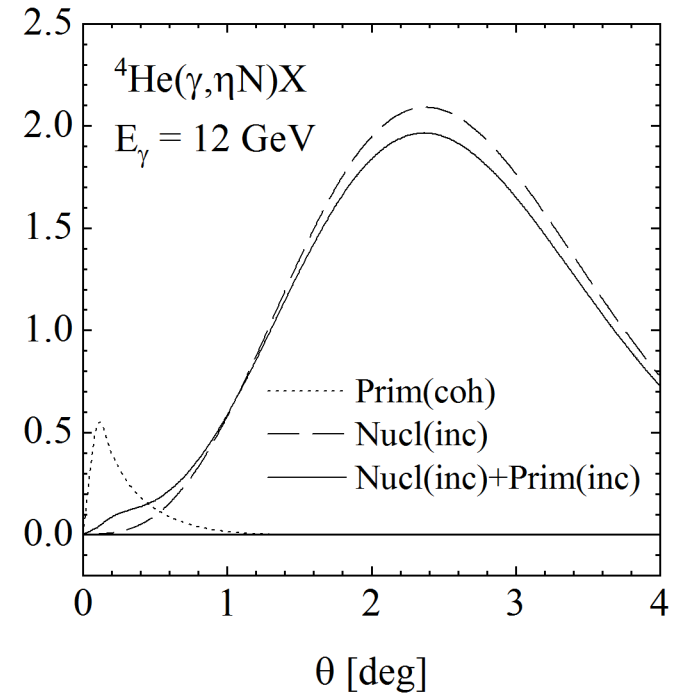 2.5
⁴He(γ,ηN)X
E_γ = 12 GeV
2.0
1.5
1.0
Prim(coh)
0.5
Nucl(inc)
Nucl(inc)+Prim(inc)
0.0
0 1 2 3 4
θ [deg]